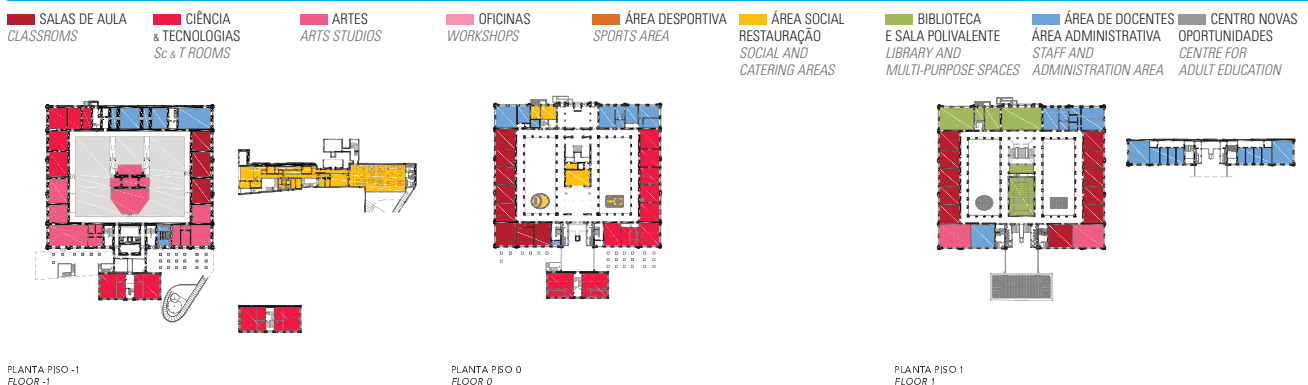 SALAS DE AULA
CLASSROMS
CIÊNCIA
& TECNOLOGIAS
SC & T ROOMS
ARTES
ARTS STUDIOS
OFICINAS
WORKSHOPS
ÁREA DESPORTIVA
SPORTS AREA
ÁREA SOCIAL
RESTAURAÇÃO
SOCIAL AND
CATERING AREAS
BIBLIOTECA
E SALA POLIVALENTE
LIBRARY AND
MULTI-PURPOSE SPACES
ÁREA DE DOCENTES
ÁREA ADMINISTRATIVA
STAFF AND
ADMINISTRATION AREA
CENTRO NOVAS
OPORTUNIDADES
CENTRE FOR
ADULT EDUCATION
PLANTA PISO -1
FLOOR -1
PLANTA PISO 0
FLOOR 0
PLANTA PISO 1
FLOOR 1